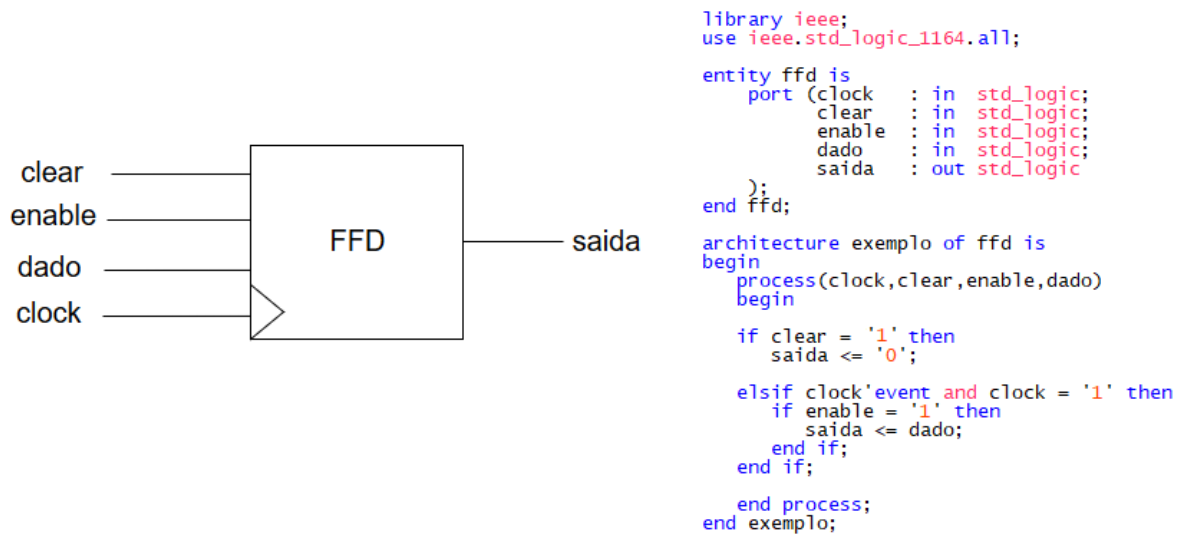 clear
enable
dado
clock
FFD
saida
library ieee;
use ieee.std_logic_1164.all;
entity ffd is
port (clock : in std_logic;
clear : in std_logic;
enable : in std_logic;
dado : in std_logic;
saida : out std_logic
);
end ffd;
architecture exemplo of ffd is
begin
process(clock,clear,enable,dado)
begin
if clear = '1' then
saida <= '0';
elsif clock'event and clock = '1' then
if enable = '1' then
saida <= dado;
end if;
end if;
end process;
end exemplo;